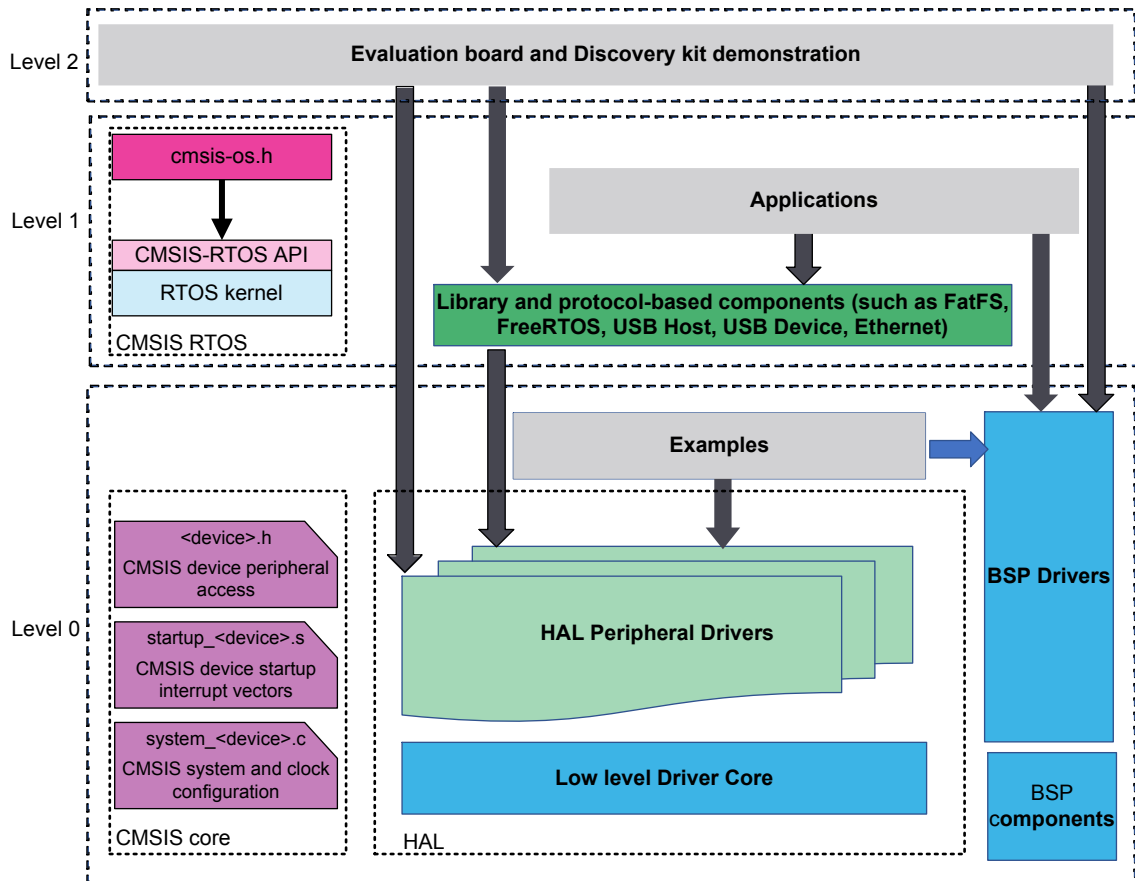 Level 2
Evaluation board and Discovery kit demonstration
Level 1
cmsis-os.h
CMSIS-RTOS API
RTOS kernel
CMSIS RTOS
Applications
Library and protocol-based components (such as FatFS,
FreeRTOS, USB Host, USB Device, Ethernet)
Level 0
Examples
<device>.h
CMSIS device peripheral
access
startup_<device>.s
CMSIS device startup
interrupt vectors
system_<device>.c
CMSIS system and clock
configuration
CMSIS core
HAL Peripheral Drivers
Low level Driver Core
HAL
BSP Drivers
BSP
components